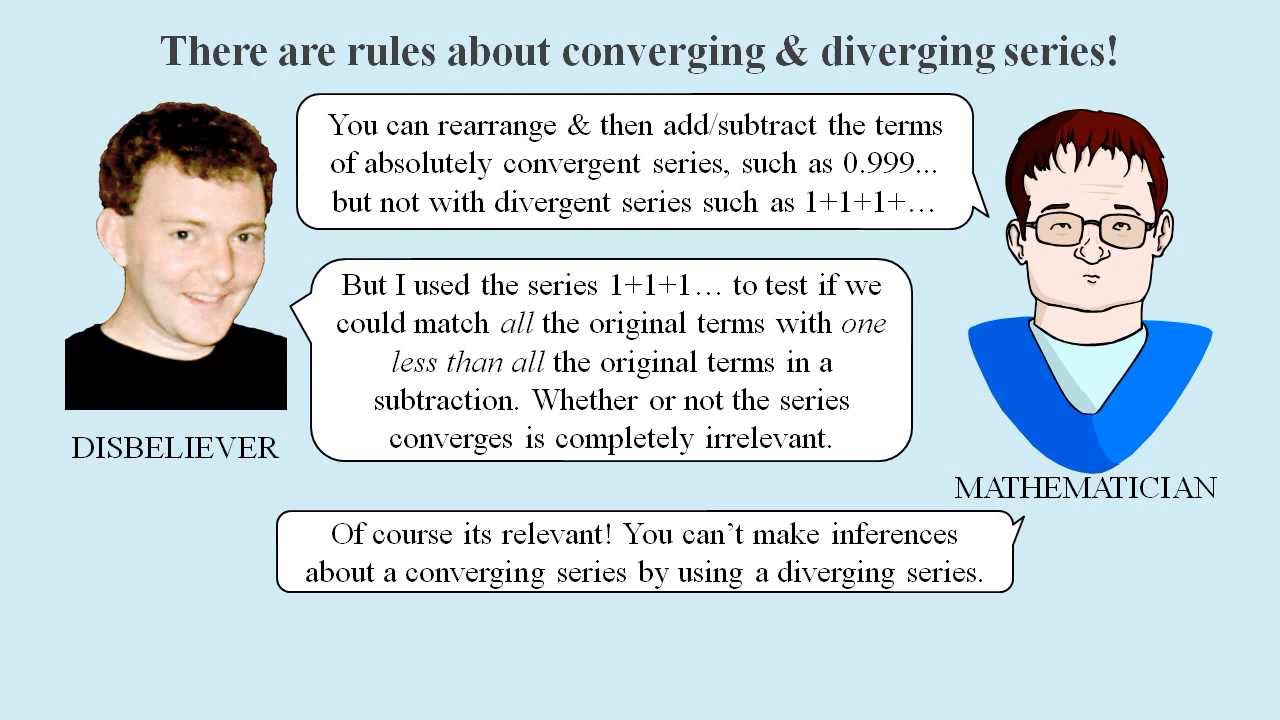 There are rules about converging & diverging series!
You can rearrange & then add/subtract the terms
of absolutely convergent series, such as 0.999...
but not with divergent series such as 1+1+1+…
But I used the series 1+1+1… to test if we
could match all the original terms with one
less than all the original terms in a
subtraction. Whether or not the series
converges is completely irrelevant.
DISBELIEVER
MATHEMATICIAN
Of course its relevant! You can’t make inferences
about a converging series by using a diverging series.